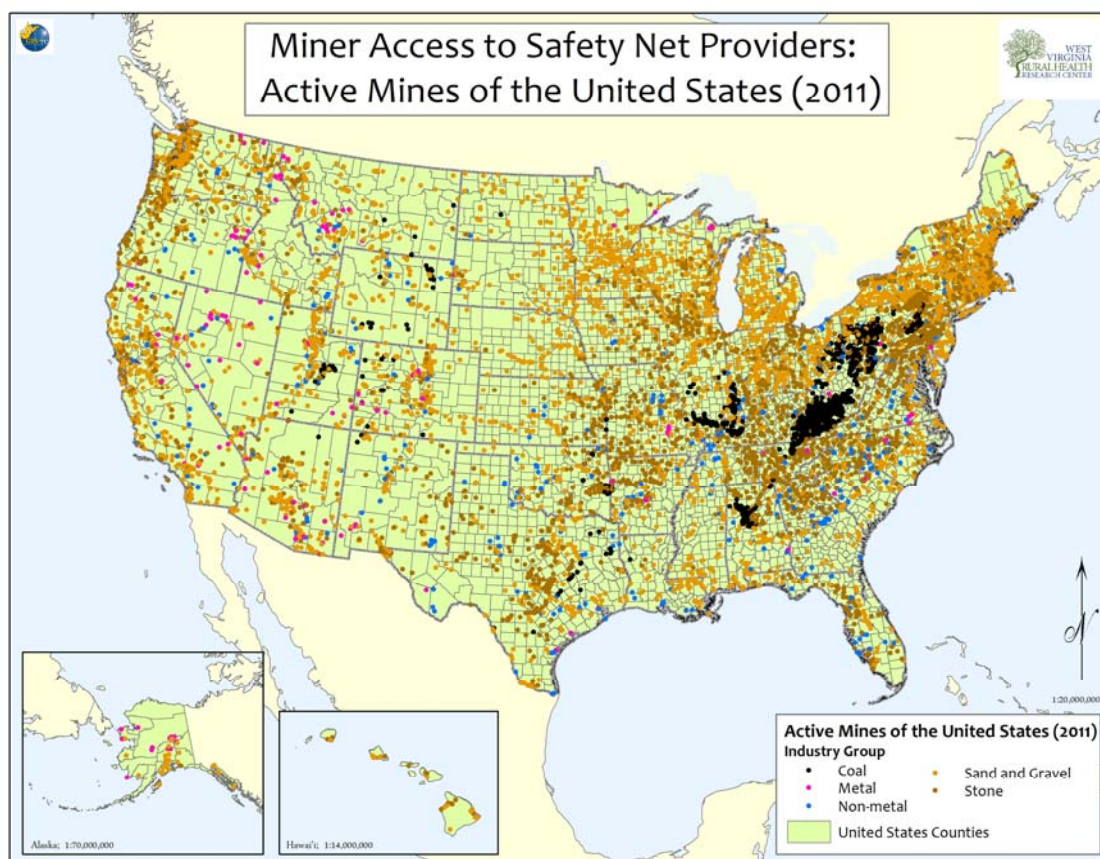 Miner Access to Safety Net Providers:
Active Mines of the United States (2011)
WEST
VIRGINIA
RURAL HEALTH
RESEARCH CENTER
N
1:20,000,000
Alaska; 1:70,000,000
Hawai'i; 1:14,000,000
Active Mines of the United States (2011)
Industry Group
Coal
Metal
Non-metal
Sand and Gravel
Stone
United States Counties